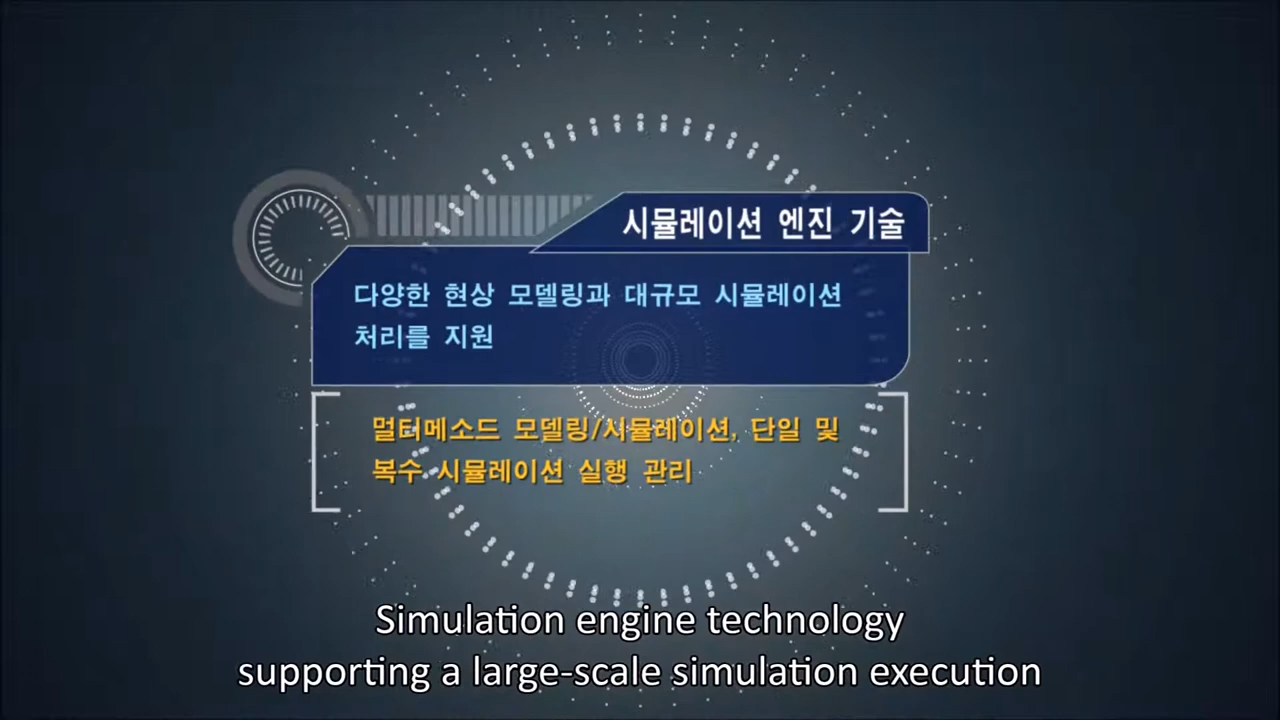 시뮬레이션 엔진 기술
다양한 현상 모델링과 대규모 시뮬레이션
처리를 지원
멀터메소드 모델링/시뮬레이션, 단일 및
복수 시뮬레이션 실행 관리
Simulation engine technology
supporting a large-scale simulation execution